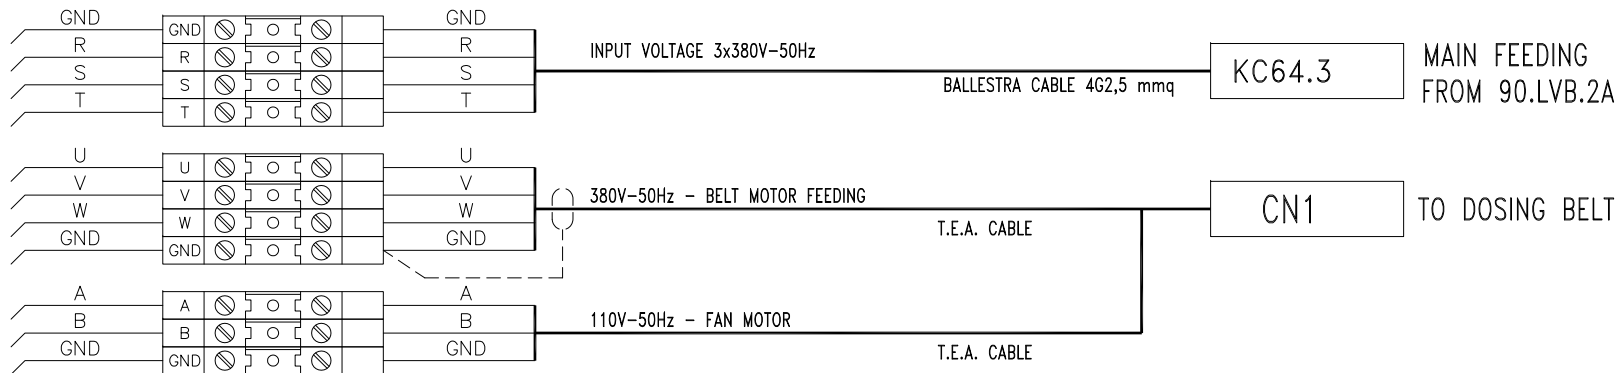 GND GND GND
R R R
S S S
T T T
INPUT VOLTAGE 3x380V-50Hz
BALLESTRA CABLE 4G2,5 mmq
KC64.3
MAIN FEEDING
FROM 90.LVB.2A
U U U
V V V
W W W
GND GND GND
380V-50Hz - BELT MOTOR FEEDING
T.E.A. CABLE
CN1
TO DOSING BELT
A A A
B B B
GND GND GND
110V-50Hz - FAN MOTOR
T.E.A. CABLE